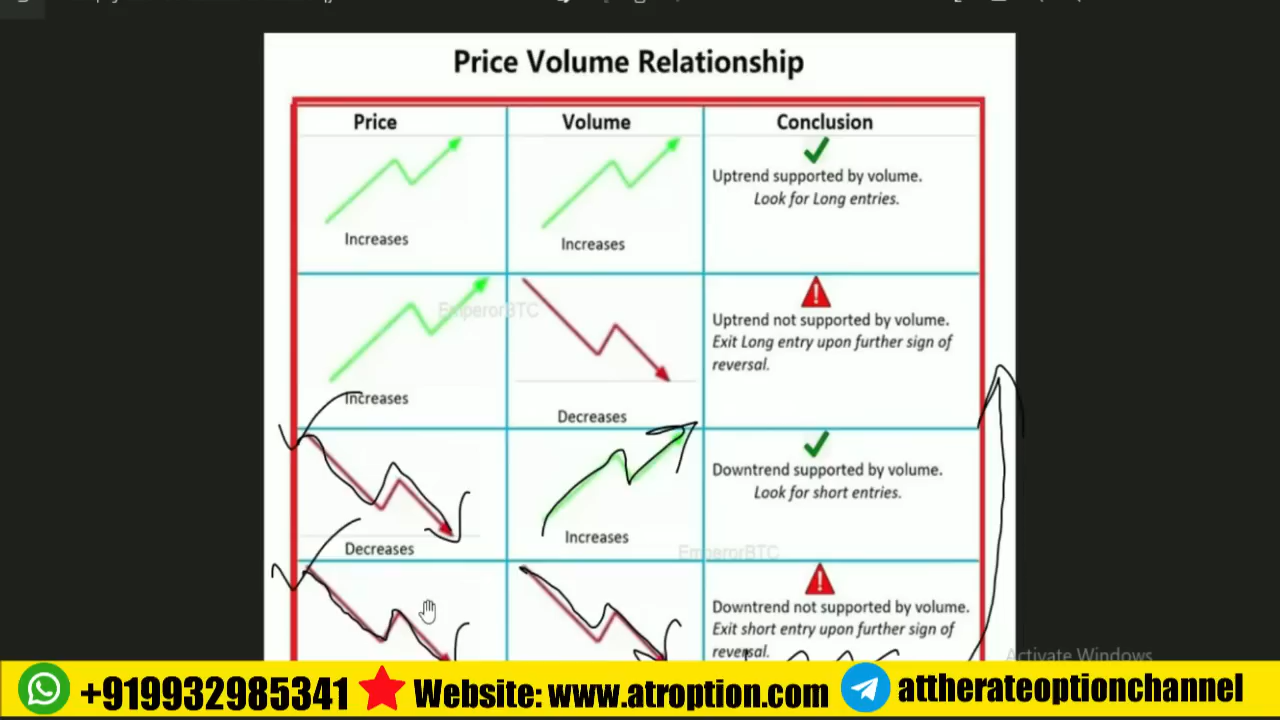 Price Volume Relationship
Price Volume Conclusion
Uptrend supported by volume.
Look for Long entries.
Increases Increases
EmperorBTC
Uptrend not supported by volume.
Exit Long entry upon further sign of
reversal.
Increases Decreases
Downtrend supported by volume.
Look for short entries.
Decreases Increases
EmperorBTC
Downtrend not supported by volume.
Exit short entry upon further sign of
reversal.
Activate Windows
+919932985341 Website: www.atroption.com attherateoptionchannel